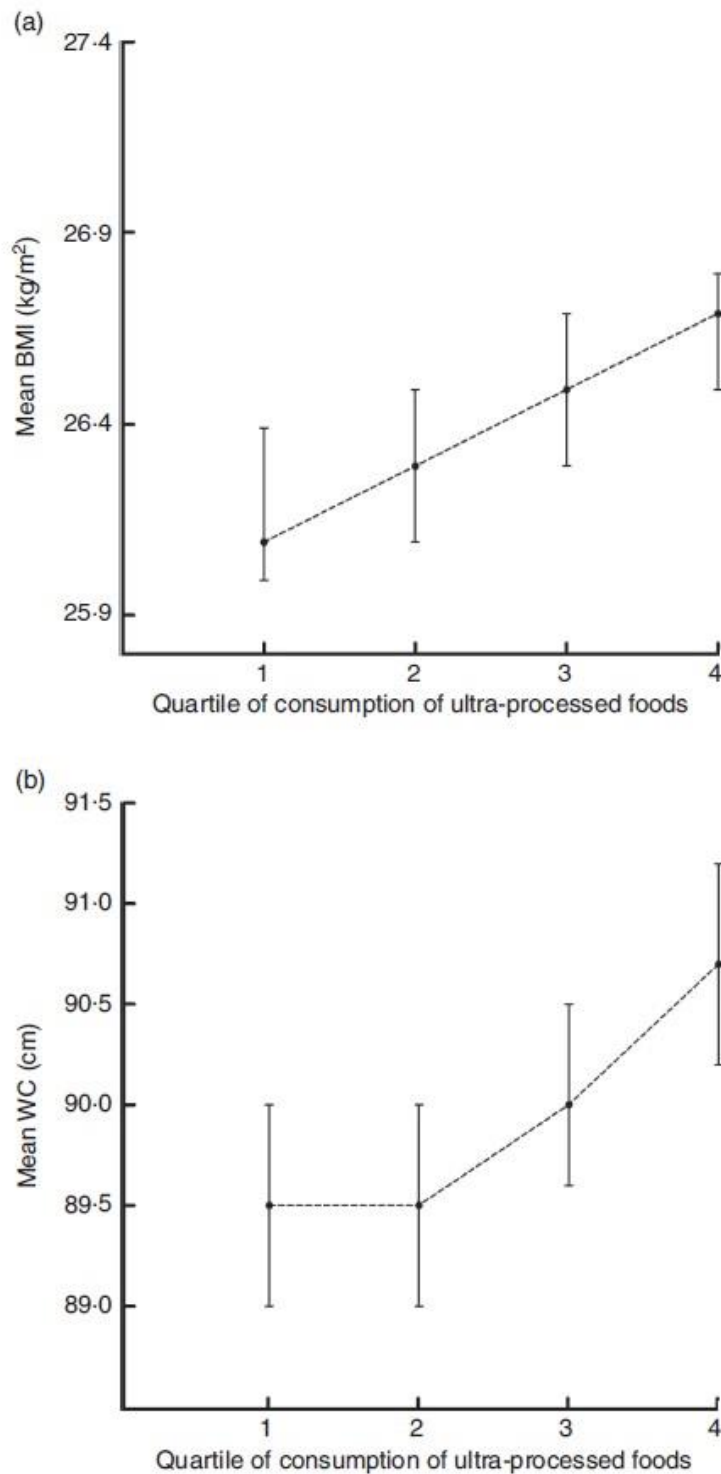 (a)
27·4
26·9
26·4
25·9
Mean BMI (kg/m²)
1 2 3 4
Quartile of consumption of ultra-processed foods
(b)
91·5
91·0
90·5
90·0
89·5
89·0
Mean WC (cm)
1 2 3 4
Quartile of consumption of ultra-processed foods